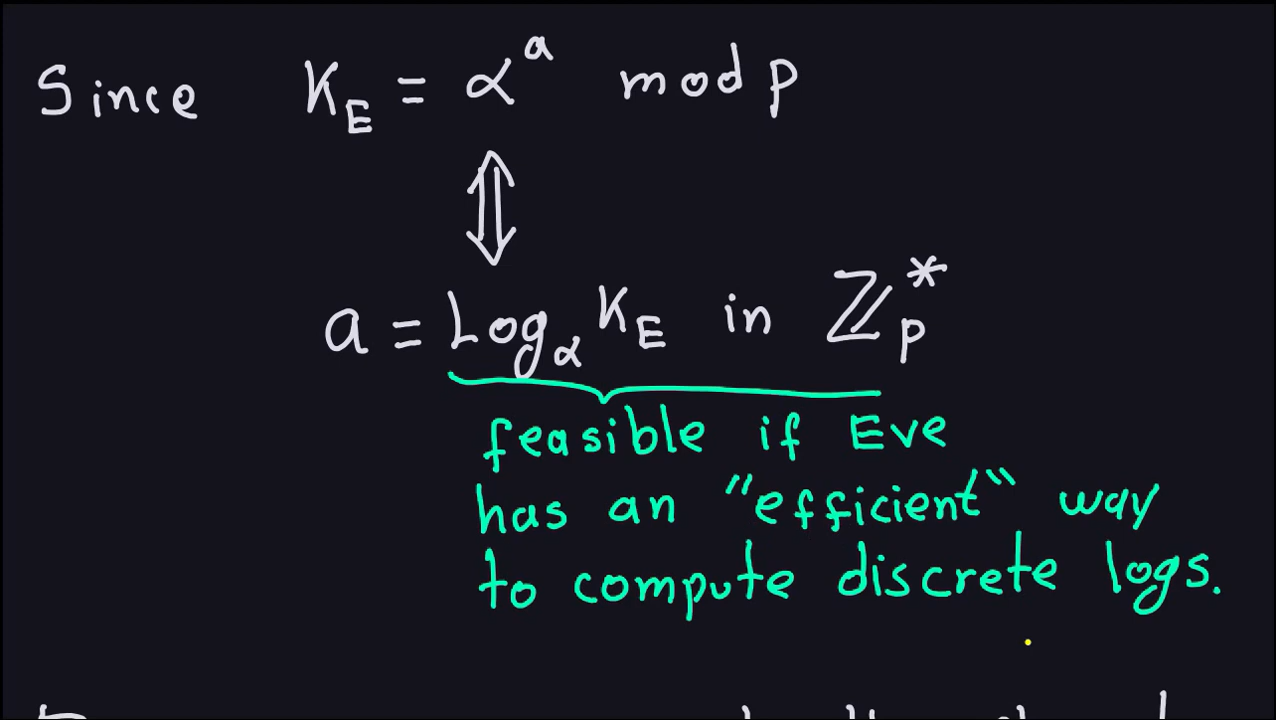 Since K_E = α^a mod p
⇕
a = Log_α K_E in ℤ_p^*
feasible if Eve
has an "efficient" way
to compute discrete logs.